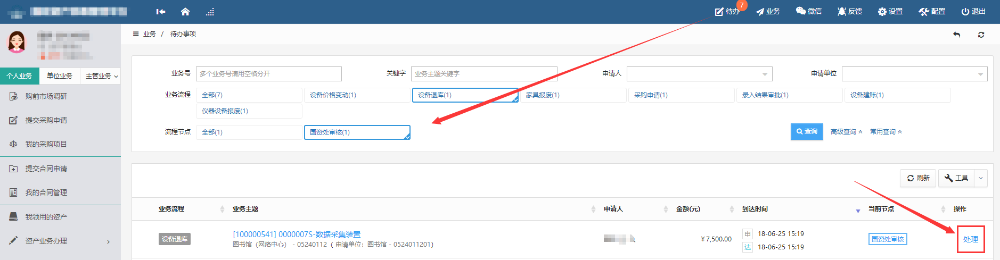 待办 7 业务 微信 反馈 设置 配置 退出
业务 / 待办事项
个人业务 单位业务 主管业务
购前市场调研
提交采购申请
我的采购项目
提交合同申请
我的合同管理
我领用的资产
资产业务办理
业务号 多个业务号请用空格分开 关键字 业务主题关键字 申请人 申请单位
业务流程 全部(7) 设备价格变动(1) 设备退库(1) 家具报废(1) 采购申请(1) 录入结果审批(1) 设备建账(1)
仪器设备报废(1)
流程节点 全部(1) 国资处审核(1) 查询 高级查询 常用查询
刷新 工具
业务流程 业务主题 申请人 金额(元) 到达时间 当前节点 操作
设备退库 [100000541] 0000007S-数据采集装置 ¥7,500.00 申 18-06-25 15:19 国资处审核 处理
图书馆（网络中心） - 05240112（ 申请单位：图书馆 - 0524011201） 达 18-06-25 15:19